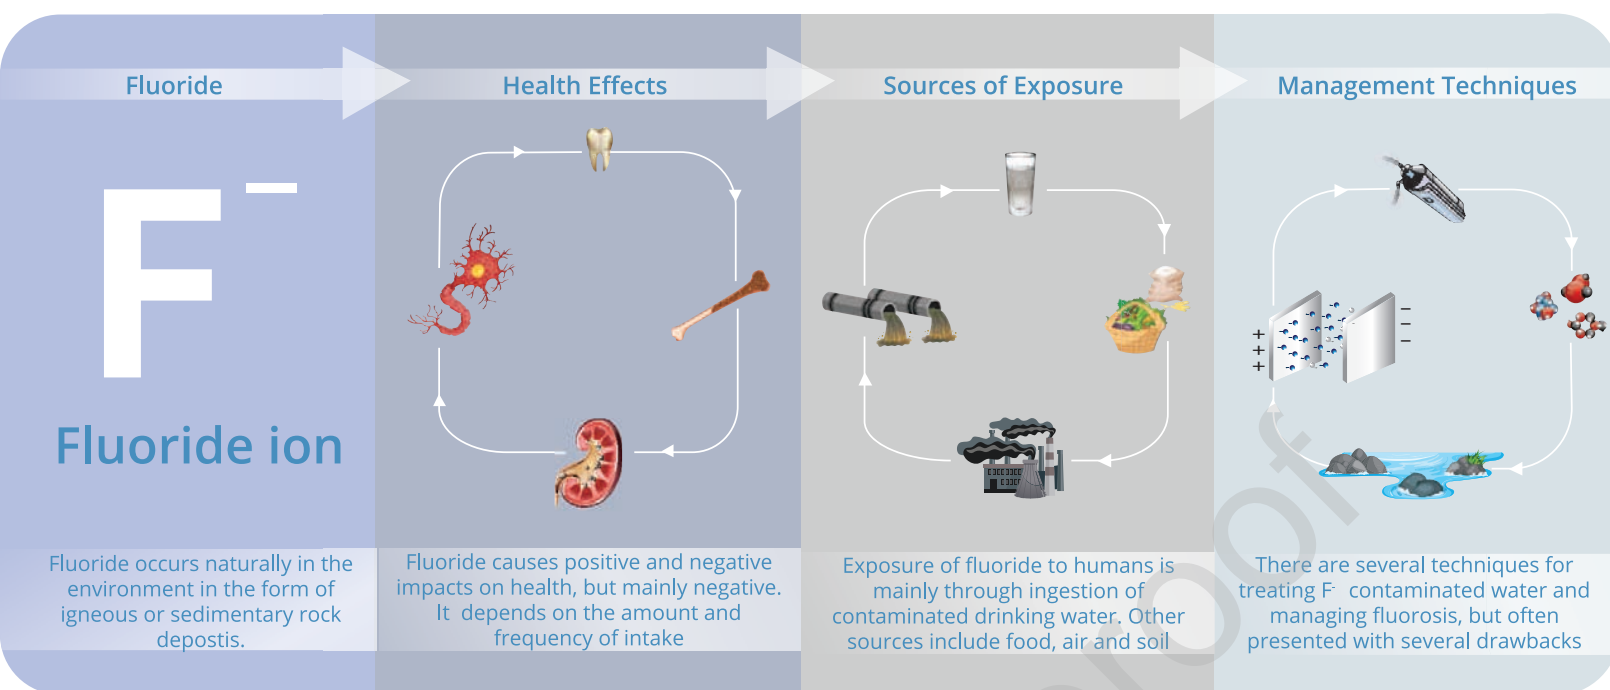 Fluoride
Health Effects
Sources of Exposure
Management Techniques
F⁻
Fluoride ion
+
+
+
–
–
–
Fluoride occurs naturally in the
environment in the form of
igneous or sedimentary rock
depostis.
Fluoride causes positive and negative
impacts on health, but mainly negative.
It depends on the amount and
frequency of intake
Exposure of fluoride to humans is
mainly through ingestion of
contaminated drinking water. Other
sources include food, air and soil
There are several techniques for
treating F⁻ contaminated water and
managing fluorosis, but often
presented with several drawbacks
proof